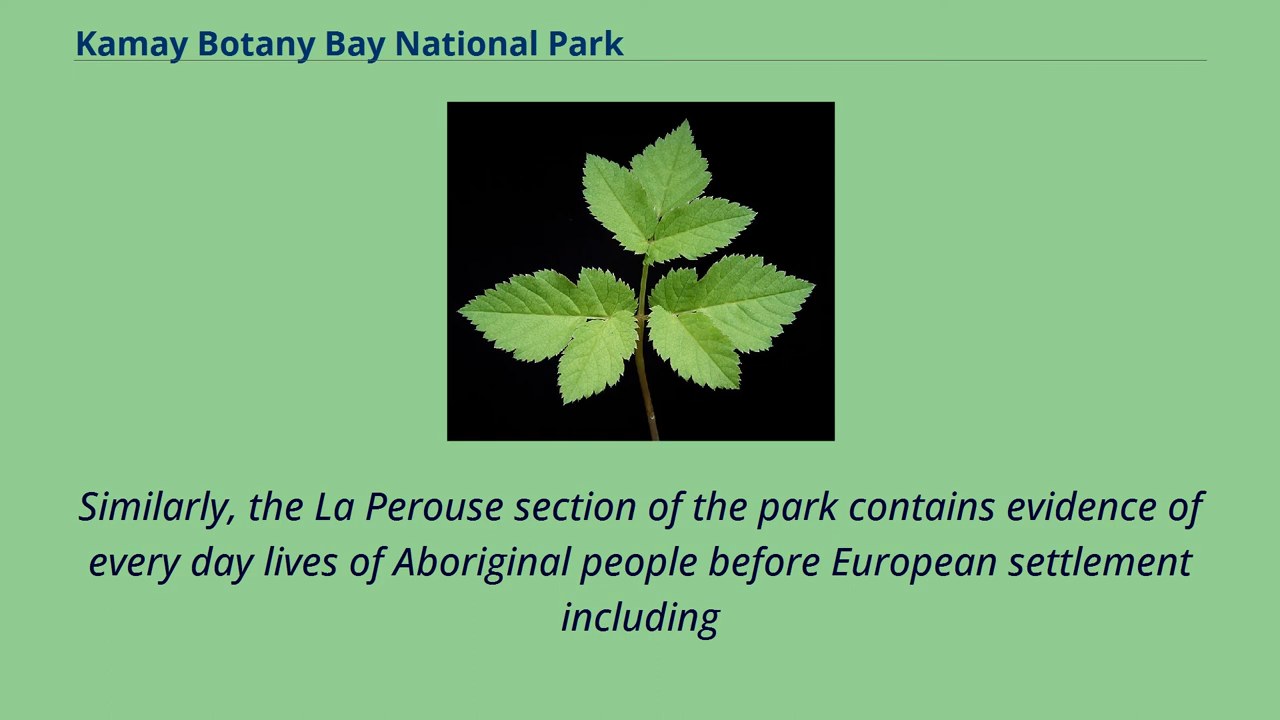 Kamay Botany Bay National Park
Similarly, the La Perouse section of the park contains evidence of
every day lives of Aboriginal people before European settlement
including